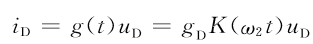 i_D = g(t)u_D = g_D K(ω_2 t)u_D